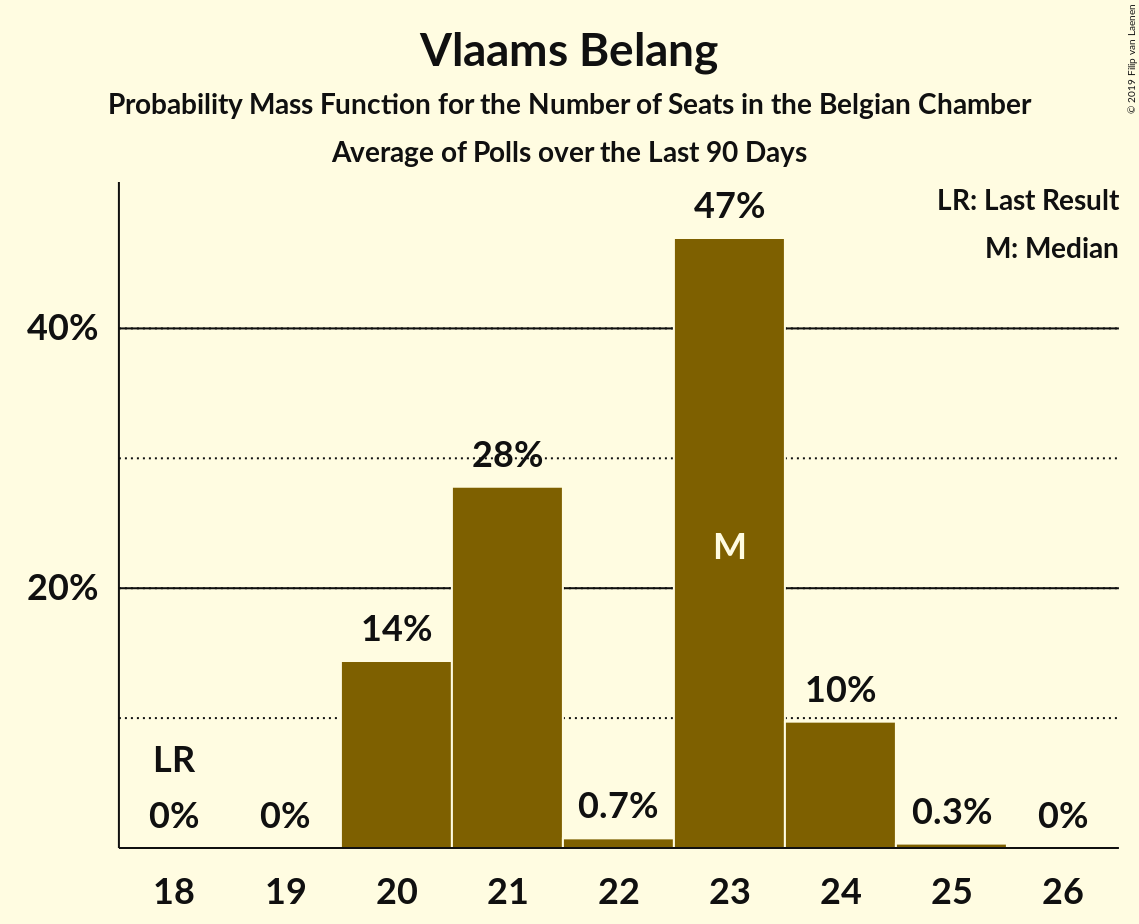 Vlaams Belang
Probability Mass Function for the Number of Seats in the Belgian Chamber
Average of Polls over the Last 90 Days
© 2019 Filip van Laenen
LR: Last Result
M: Median
47%
40%
28%
M
20%
14%
10%
LR
0%
0%
0.7%
0.3%
0%
18 19 20 21 22 23 24 25 26